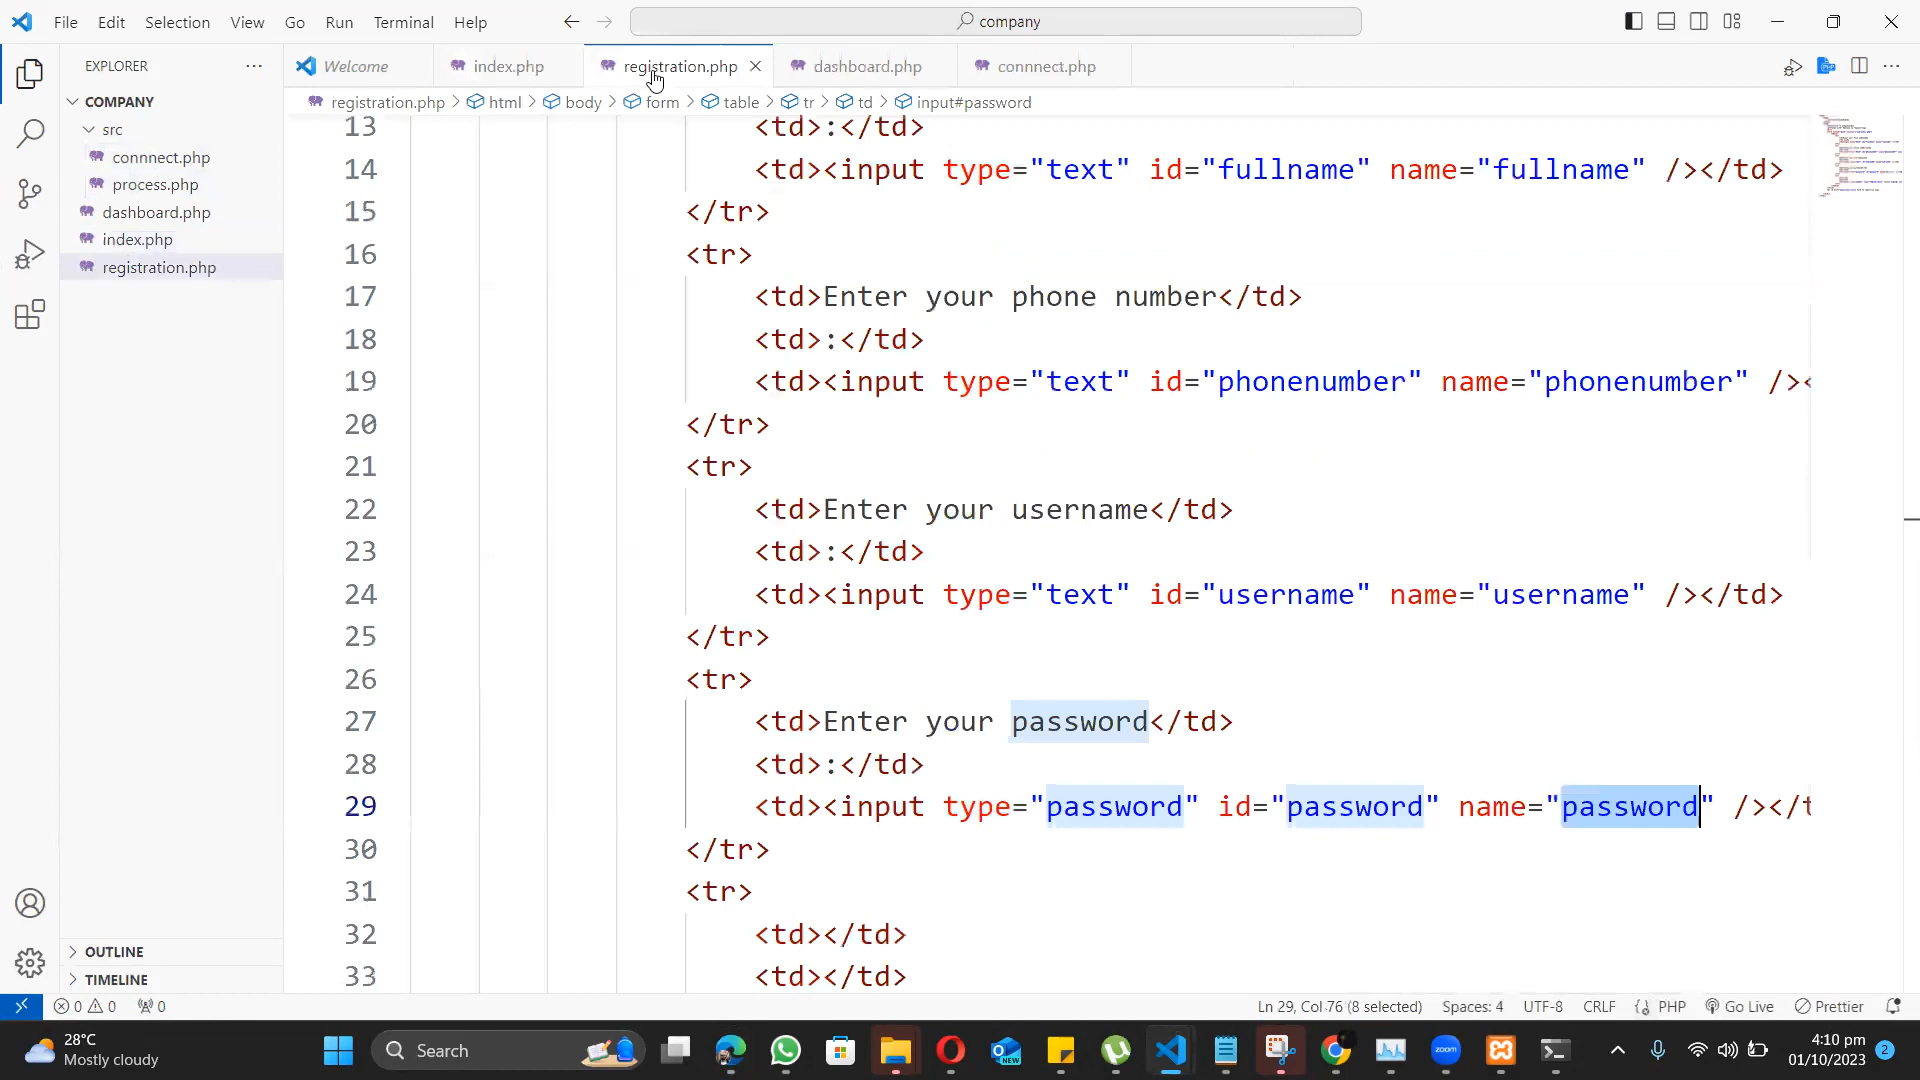 File Edit Selection View Go Run Terminal Help
company
EXPLORER
Welcome
index.php
registration.php
dashboard.php
connnect.php
COMPANY
src
connnect.php
process.php
dashboard.php
index.php
registration.php
OUTLINE
TIMELINE
registration.php > html > body > form > table > tr > td > input#password
13 <td>:</td>
14 <td><input type="text" id="fullname" name="fullname" /></td>
15 </tr>
16 <tr>
17 <td>Enter your phone number</td>
18 <td>:</td>
19 <td><input type="text" id="phonenumber" name="phonenumber" /><
20 </tr>
21 <tr>
22 <td>Enter your username</td>
23 <td>:</td>
24 <td><input type="text" id="username" name="username" /></td>
25 </tr>
26 <tr>
27 <td>Enter your password</td>
28 <td>:</td>
29 <td><input type="password" id="password" name="password" /></t
30 </tr>
31 <tr>
32 <td></td>
33 <td></td>
0 0 0
Ln 29, Col 76 (8 selected) Spaces: 4 UTF-8 CRLF PHP Go Live Prettier
28°C
Mostly cloudy
Search
NEW
zoom
4:10 pm
01/10/2023
2